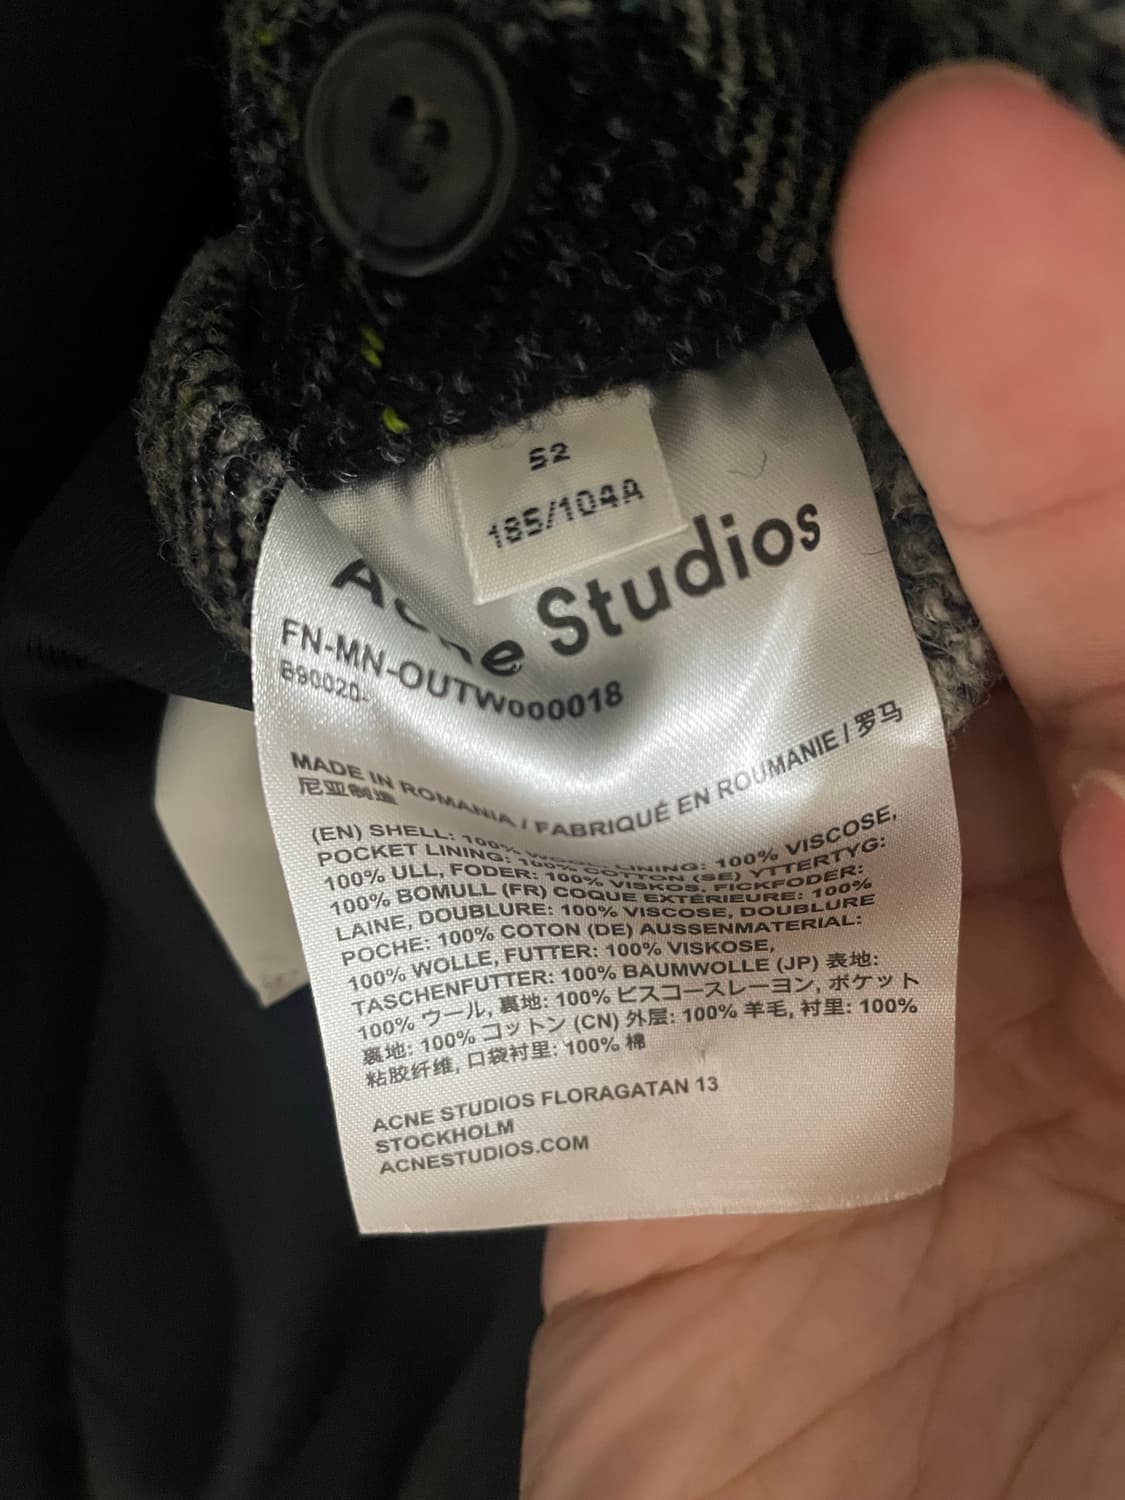 52
185/104A
Acne Studios
FN-MN-OUTW000018
B90020-
MADE IN ROMANIA / FABRIQUÉ EN ROUMANIE / 罗马
尼亚制造
(EN) SHELL: 100% WOOL, LINING: 100% VISCOSE,
POCKET LINING: 100% COTTON (SE) YTTERTYG:
100% ULL, FODER: 100% VISKOS, FICKFODER:
100% BOMULL (FR) COQUE EXTÉRIEURE: 100%
LAINE, DOUBLURE: 100% VISCOSE, DOUBLURE
POCHE: 100% COTON (DE) AUSSENMATERIAL:
100% WOLLE, FUTTER: 100% VISKOSE,
TASCHENFUTTER: 100% BAUMWOLLE (JP) 表地:
100% ウール, 裏地: 100% ビスコースレーヨン, ポケット
裏地: 100% コットン (CN) 外层: 100% 羊毛, 衬里: 100%
粘胶纤维, 口袋衬里: 100% 棉
ACNE STUDIOS FLORAGATAN 13
STOCKHOLM
ACNESTUDIOS.COM